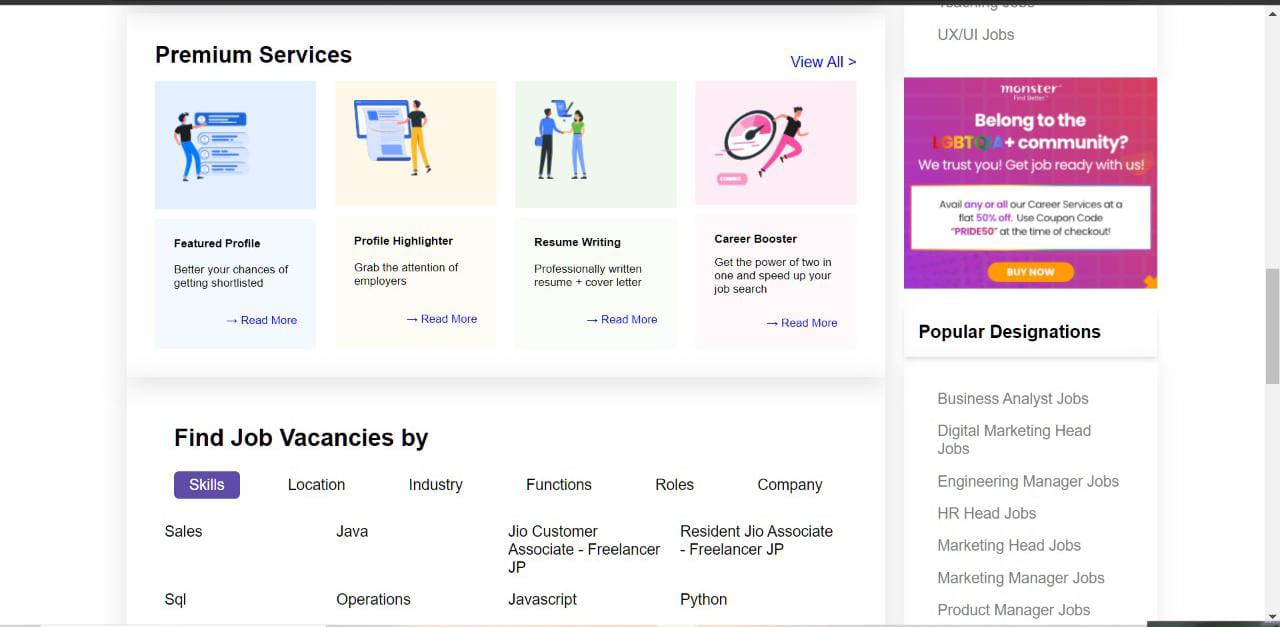 Premium Services
View All >
Featured Profile
Better your chances of
getting shortlisted
→ Read More
Profile Highlighter
Grab the attention of
employers
→ Read More
Resume Writing
Professionally written
resume + cover letter
→ Read More
Career Booster
Get the power of two in
one and speed up your
job search
→ Read More
Find Job Vacancies by
Skills Location Industry Functions Roles Company
Sales
Java
Jio Customer
Associate - Freelancer
JP
Resident Jio Associate
- Freelancer JP
Sql
Operations
Javascript
Python
Teaching Jobs
UX/UI Jobs
monster
Find Better.™
Belong to the
LGBTQIA+ community?
We trust you! Get job ready with us!
Avail any or all our Career Services at a
flat 50% off. Use Coupon Code
“PRIDE50” at the time of checkout!
BUY NOW
Popular Designations
Business Analyst Jobs
Digital Marketing Head
Jobs
Engineering Manager Jobs
HR Head Jobs
Marketing Head Jobs
Marketing Manager Jobs
Product Manager Jobs